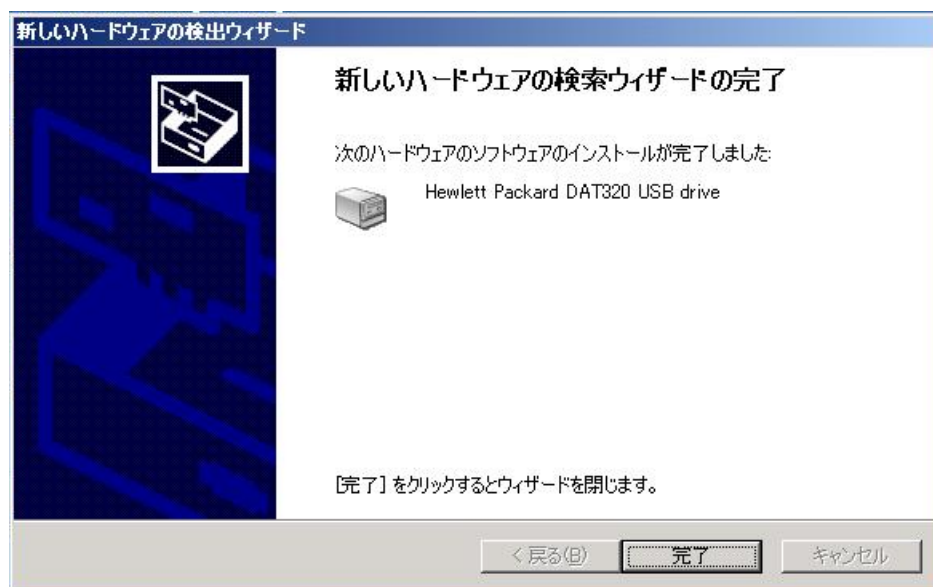 新しいハードウェアの検出ウィザード
新しいハードウェアの検索ウィザードの完了
次のハードウェアのソフトウェアのインストールが完了しました:
Hewlett Packard DAT320 USB drive
[完了] をクリックするとウィザードを閉じます。
< 戻る(B) 完了 キャンセル